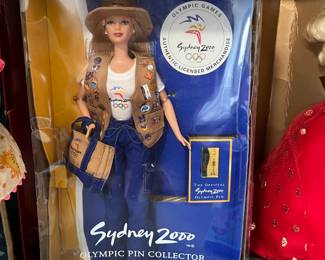 OLYMPIC GAMES
Sydney 2000
AUTHENTIC LICENSED MERCHANDISE
THE OFFICIAL
SYDNEY 2000
OLYMPIC PIN
Sydney 2000
OLYMPIC PIN COLLECTOR